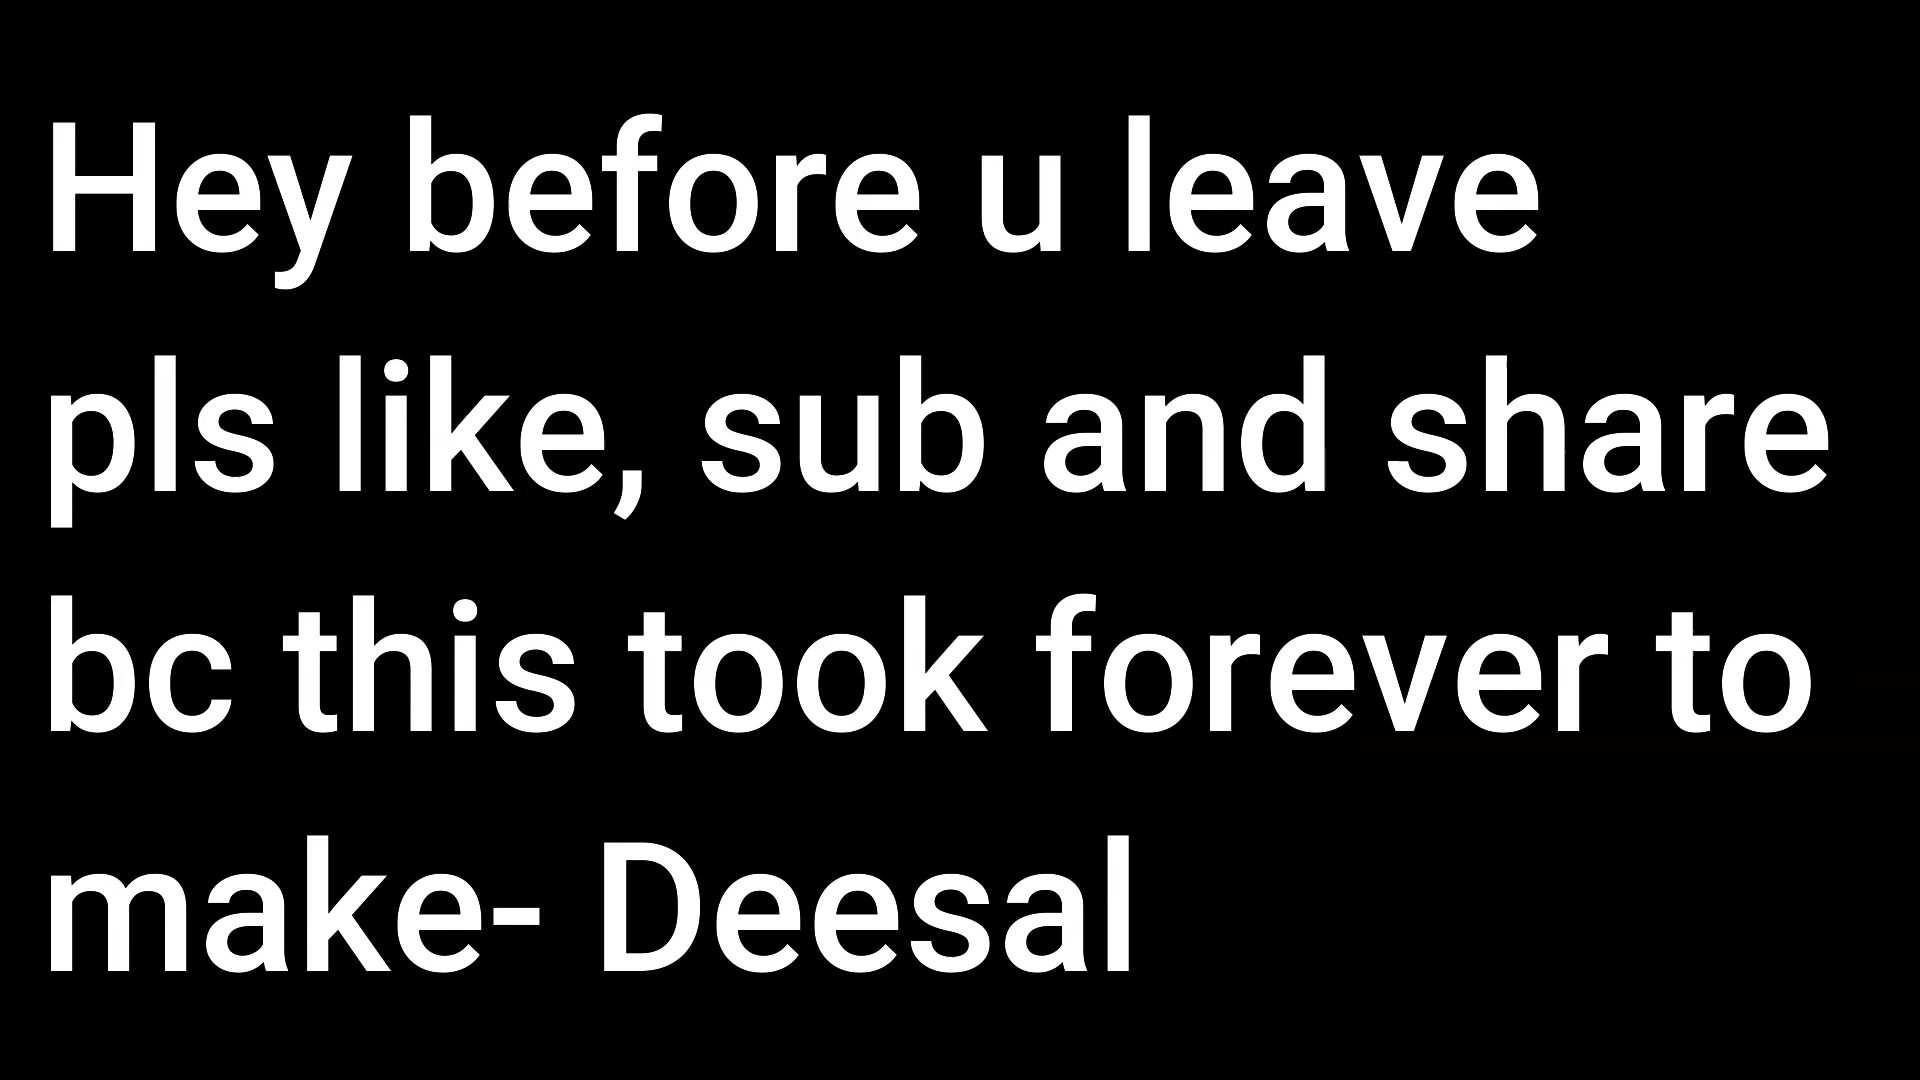 Hey before u leave
pls like, sub and share
bc this took forever to
make- Deesal